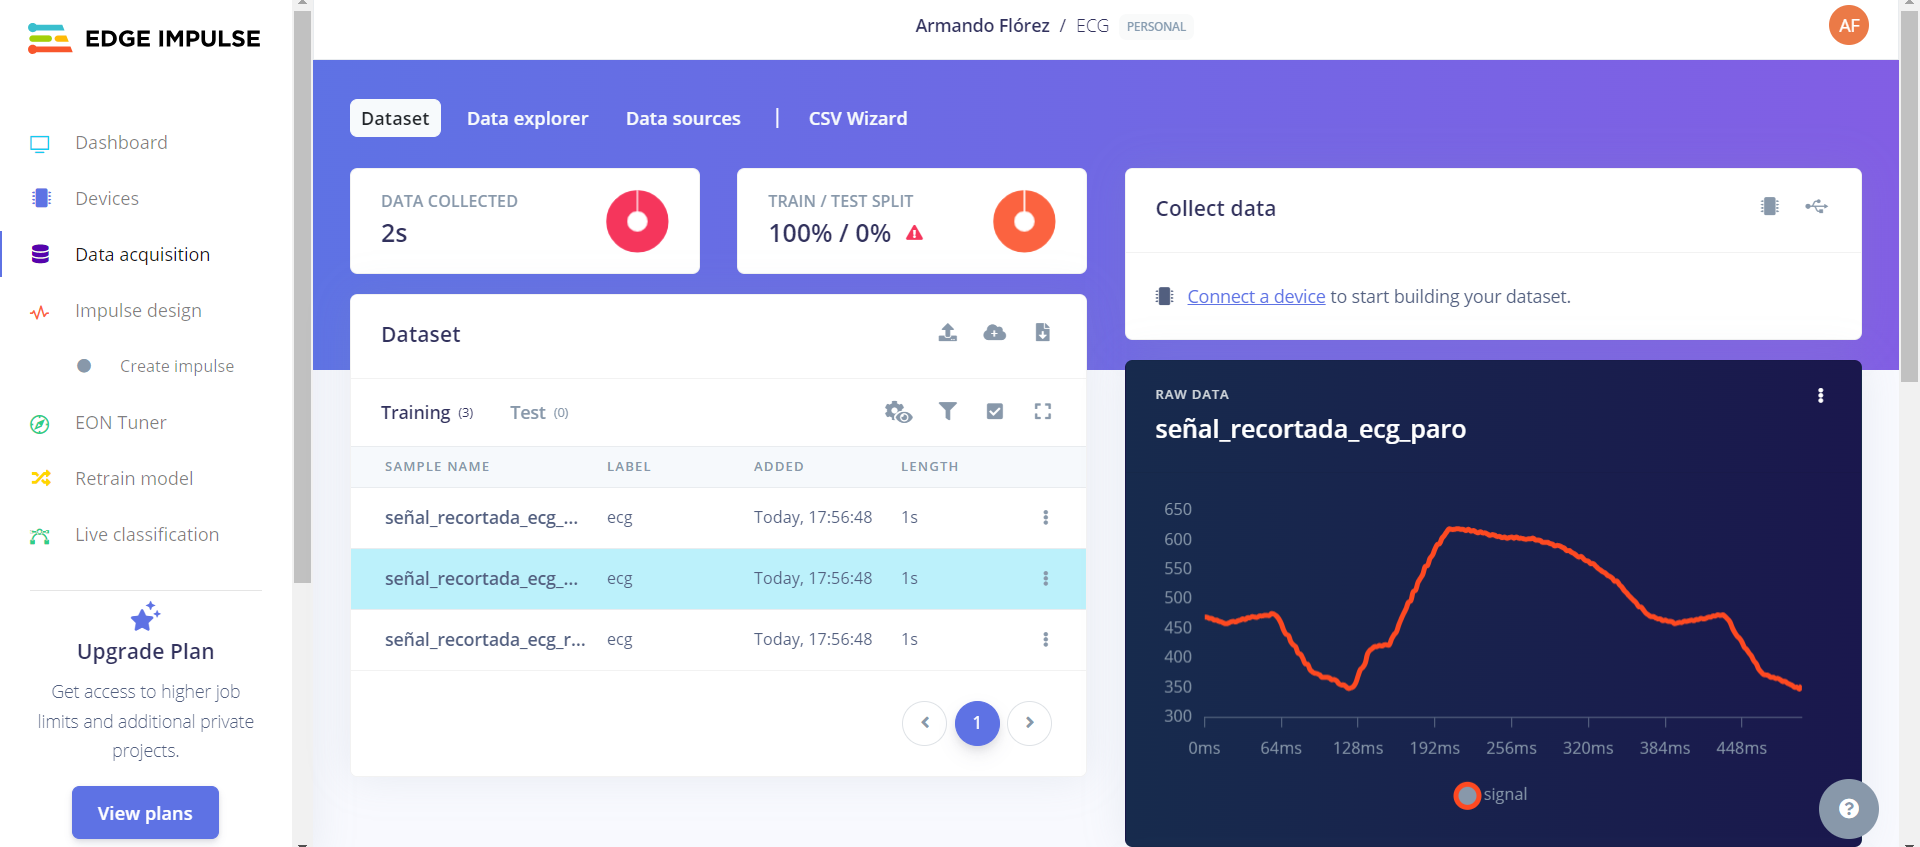 EDGE IMPULSE
Dashboard
Devices
Data acquisition
Impulse design
Create impulse
EON Tuner
Retrain model
Live classification
Upgrade Plan
Get access to higher job
limits and additional private
projects.
View plans
Armando Flórez / ECG PERSONAL
AF
Dataset Data explorer Data sources | CSV Wizard
DATA COLLECTED
2s
TRAIN / TEST SPLIT
100% / 0%
Dataset
Training (3) Test (0)
SAMPLE NAME LABEL ADDED LENGTH
señal_recortada_ecg_... ecg Today, 17:56:48 1s
señal_recortada_ecg_... ecg Today, 17:56:48 1s
señal_recortada_ecg_r... ecg Today, 17:56:48 1s
1
Collect data
Connect a device to start building your dataset.
RAW DATA
señal_recortada_ecg_paro
650
600
550
500
450
400
350
300
0ms 64ms 128ms 192ms 256ms 320ms 384ms 448ms
signal
?